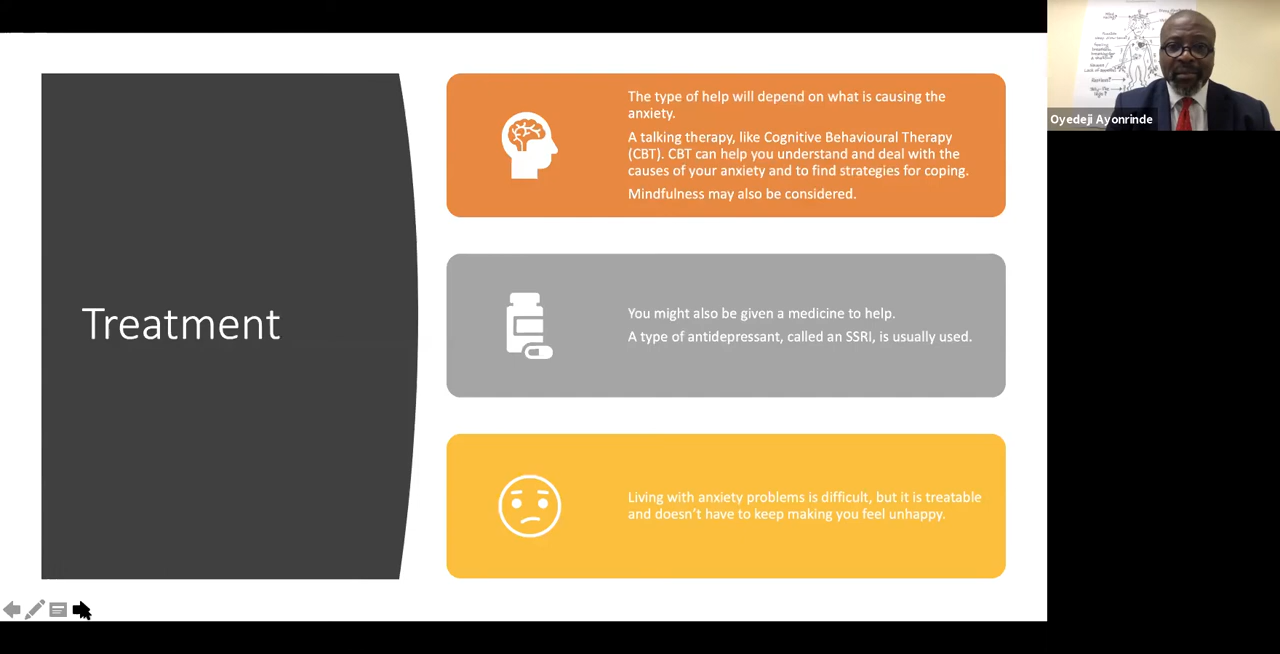 Treatment
The type of help will depend on what is causing the
anxiety.
A talking therapy, like Cognitive Behavioural Therapy
(CBT). CBT can help you understand and deal with the
causes of your anxiety and to find strategies for coping.
Mindfulness may also be considered.
You might also be given a medicine to help.
A type of antidepressant, called an SSRI, is usually used.
Living with anxiety problems is difficult, but it is treatable
and doesn't have to keep making you feel unhappy.
Oyedeji Ayonrinde